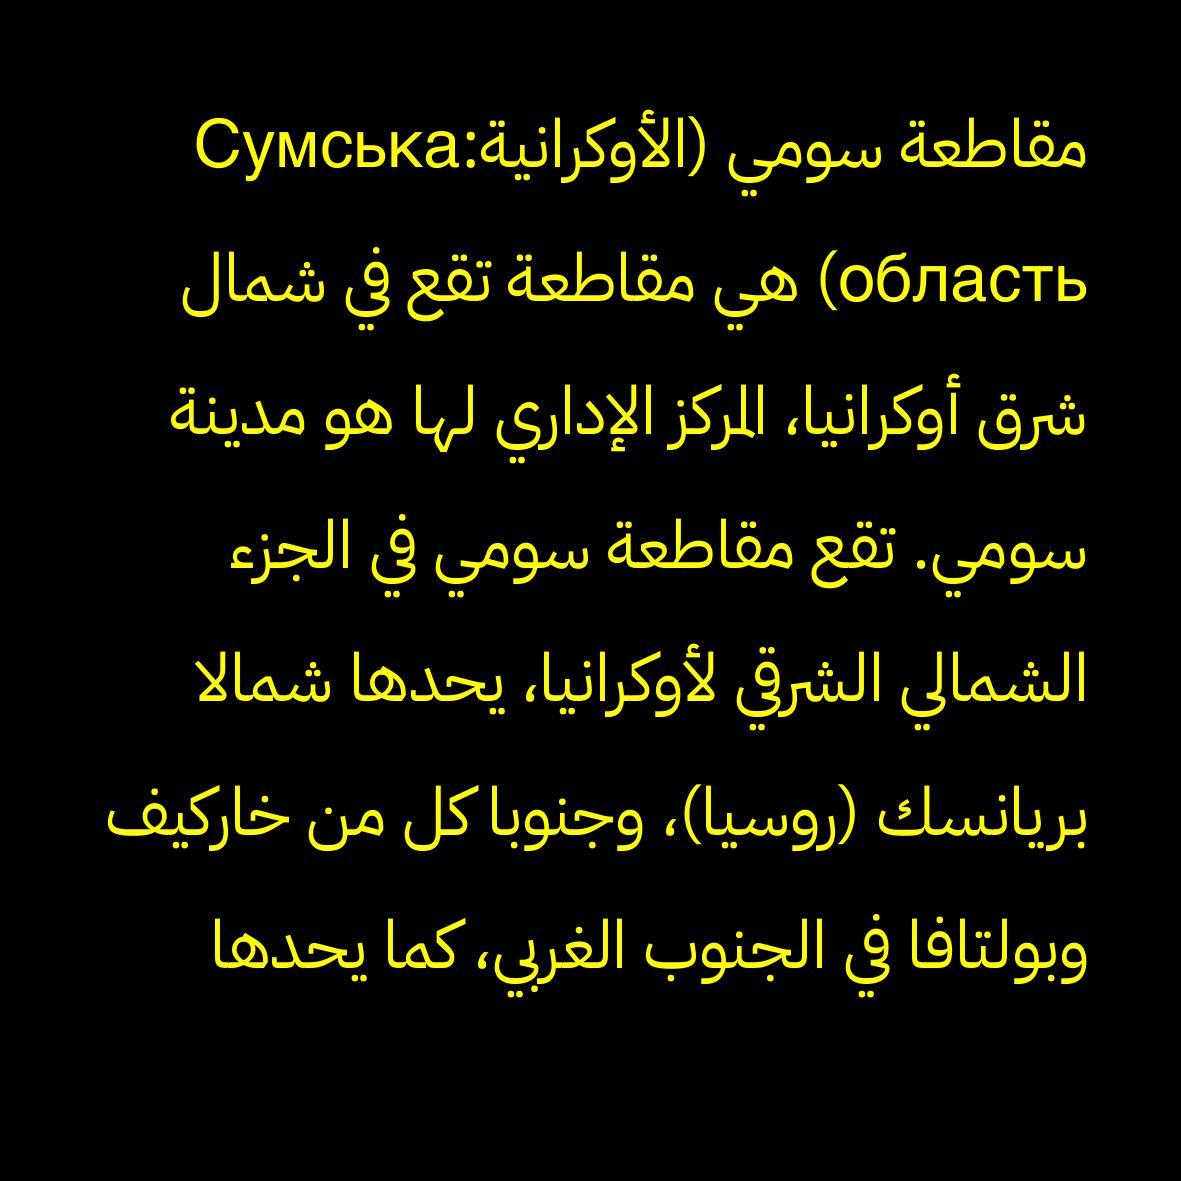 مقاطعة سومي (الأوكرانية:Сумська
область) هي مقاطعة تقع في شمال
شرق أوكرانيا، المركز الإداري لها هو مدينة
سومي. تقع مقاطعة سومي في الجزء
الشمالي الشرقي لأوكرانيا، يحدها شمالا
بريانسك (روسيا)، وجنوبا كل من خاركيف
وبولتافا في الجنوب الغربي، كما يحدها